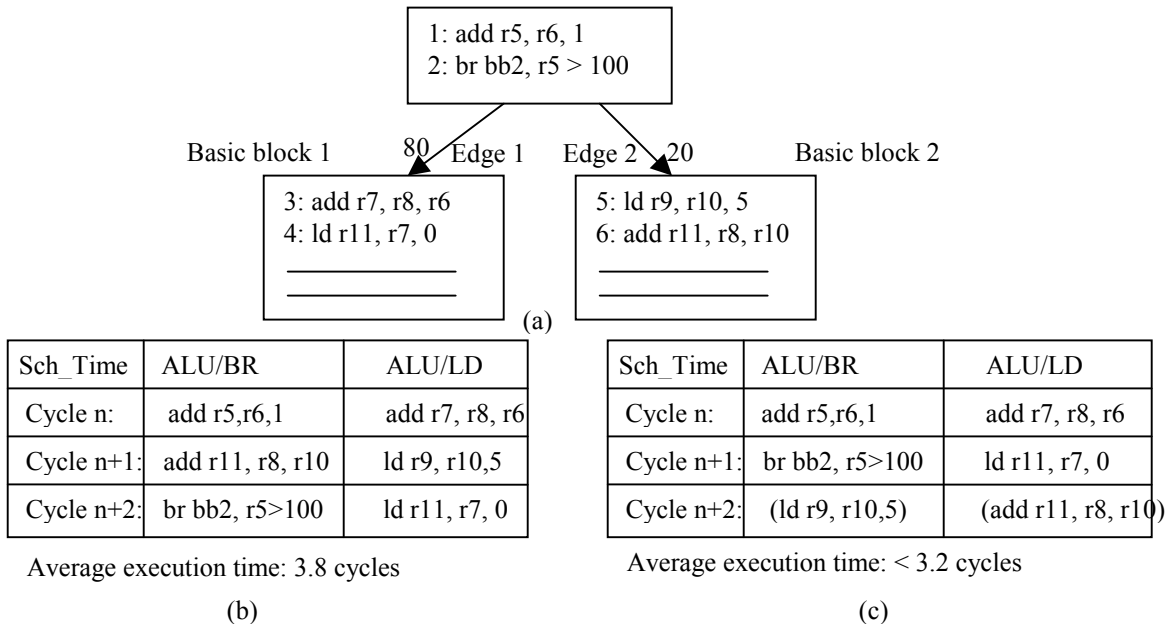 1: add r5, r6, 1
2: br bb2, r5 > 100
Basic block 1 80 Edge 1 Edge 2 20 Basic block 2
3: add r7, r8, r6
4: ld r11, r7, 0
5: ld r9, r10, 5
6: add r11, r8, r10
(a)
Sch_Time ALU/BR ALU/LD
Cycle n: add r5,r6,1 add r7, r8, r6
Cycle n+1: add r11, r8, r10 ld r9, r10,5
Cycle n+2: br bb2, r5>100 ld r11, r7, 0
Average execution time: 3.8 cycles
(b)
Sch_Time ALU/BR ALU/LD
Cycle n: add r5,r6,1 add r7, r8, r6
Cycle n+1: br bb2, r5>100 ld r11, r7, 0
Cycle n+2: (ld r9, r10,5) (add r11, r8, r10)
Average execution time: < 3.2 cycles
(c)